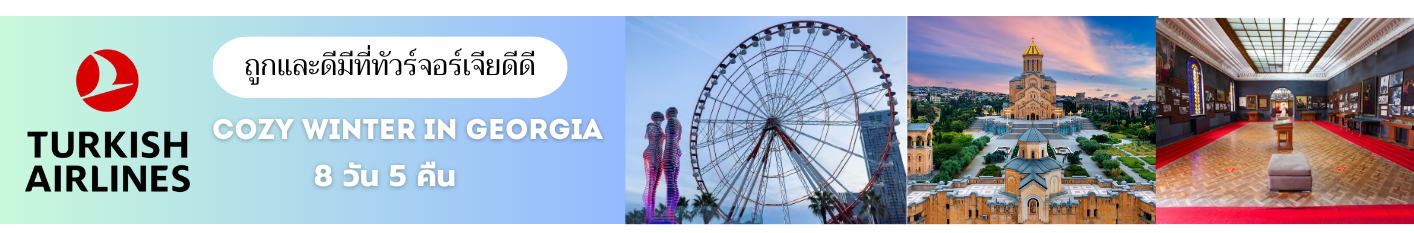 TURKISH
AIRLINES
ถูกและดีมีที่ทัวร์จอร์เจียดีดี
COZY WINTER IN GEORGIA
8 วัน 5 คืน